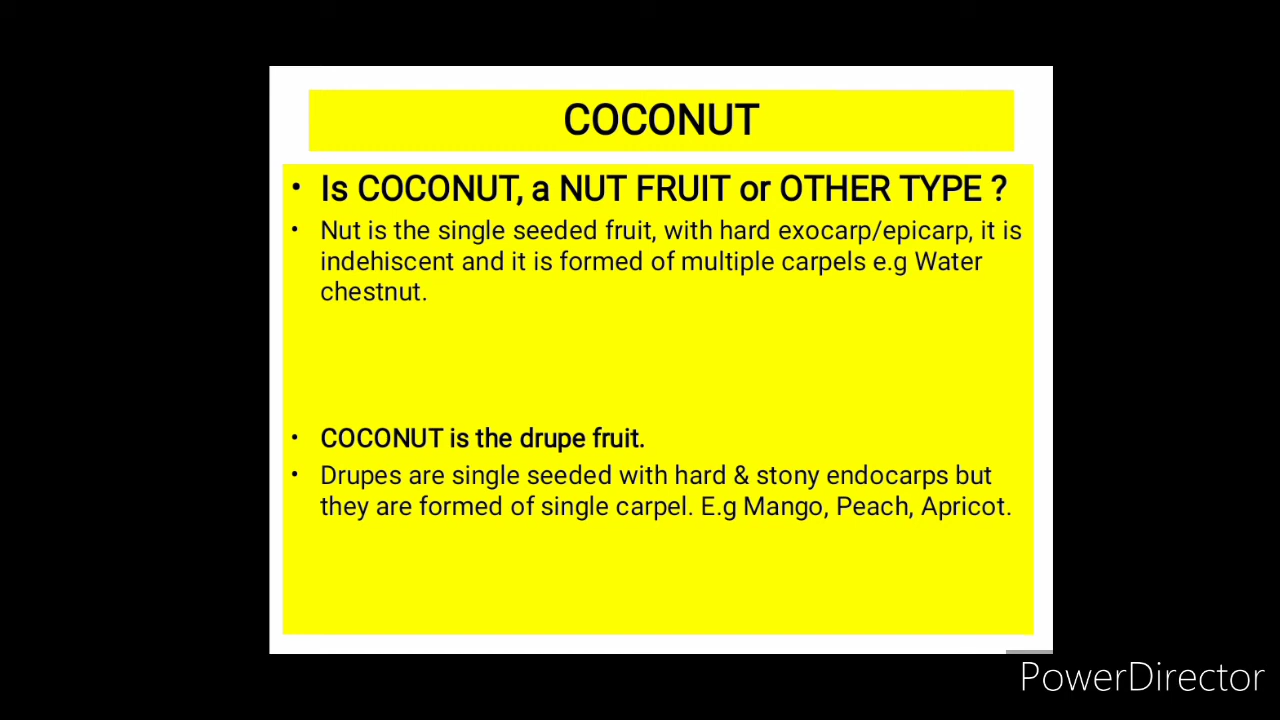 COCONUT
• Is COCONUT, a NUT FRUIT or OTHER TYPE ?
• Nut is the single seeded fruit, with hard exocarp/epicarp, it is
indehiscent and it is formed of multiple carpels e.g Water
chestnut.
• COCONUT is the drupe fruit.
• Drupes are single seeded with hard & stony endocarps but
they are formed of single carpel. E.g Mango, Peach, Apricot.
PowerDirector